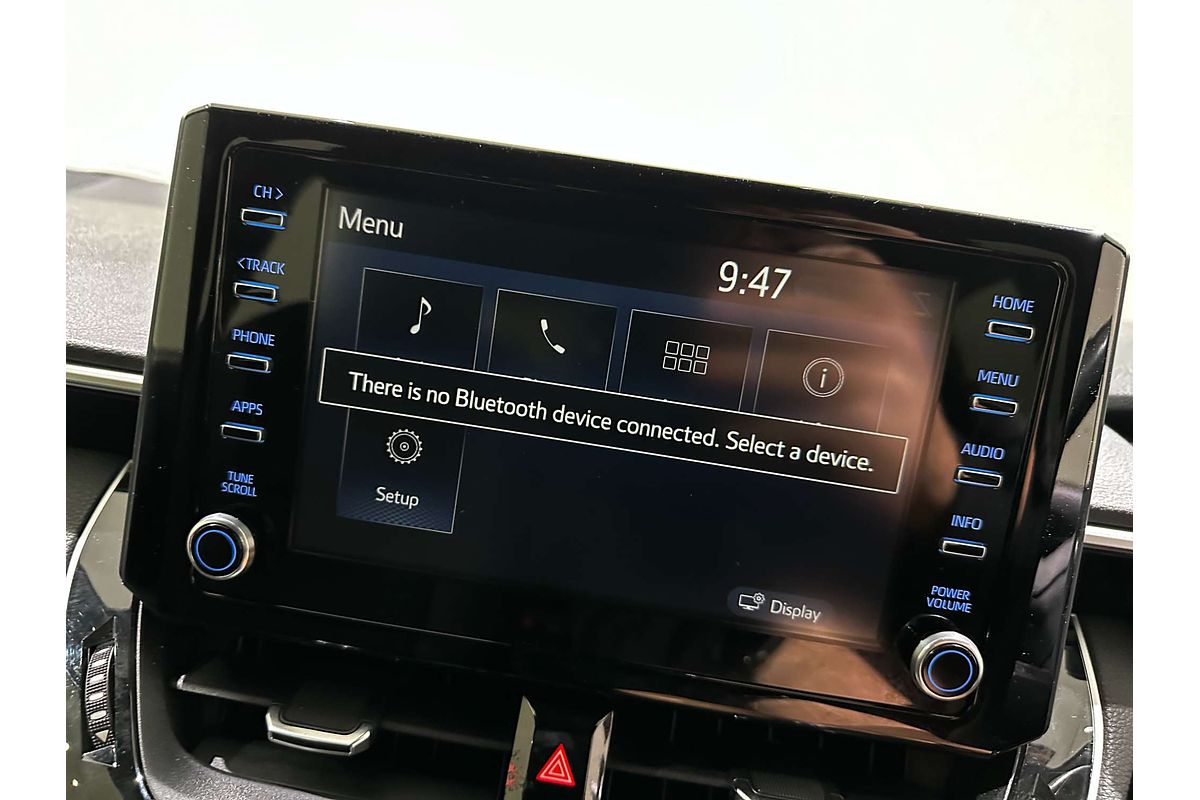 CH >
< TRACK
PHONE
APPS
TUNE
SCROLL
Menu
9:47
There is no Bluetooth device connected. Select a device.
Setup
Display
HOME
MENU
AUDIO
INFO
POWER
VOLUME